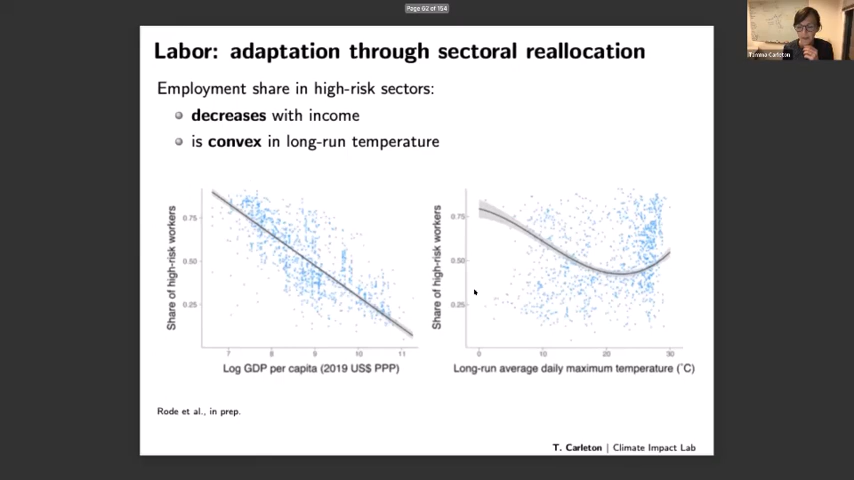 Page 62 of 154
Tamma Carleton
Labor: adaptation through sectoral reallocation
Employment share in high-risk sectors:
decreases with income
is convex in long-run temperature
Share of high-risk workers
0.75
0.50
0.25
7 8 9 10 11
Log GDP per capita (2019 US$ PPP)
Share of high-risk workers
0.75
0.50
0.25
0 10 20 30
Long-run average daily maximum temperature (˚C)
Rode et al., in prep.
T. Carleton | Climate Impact Lab